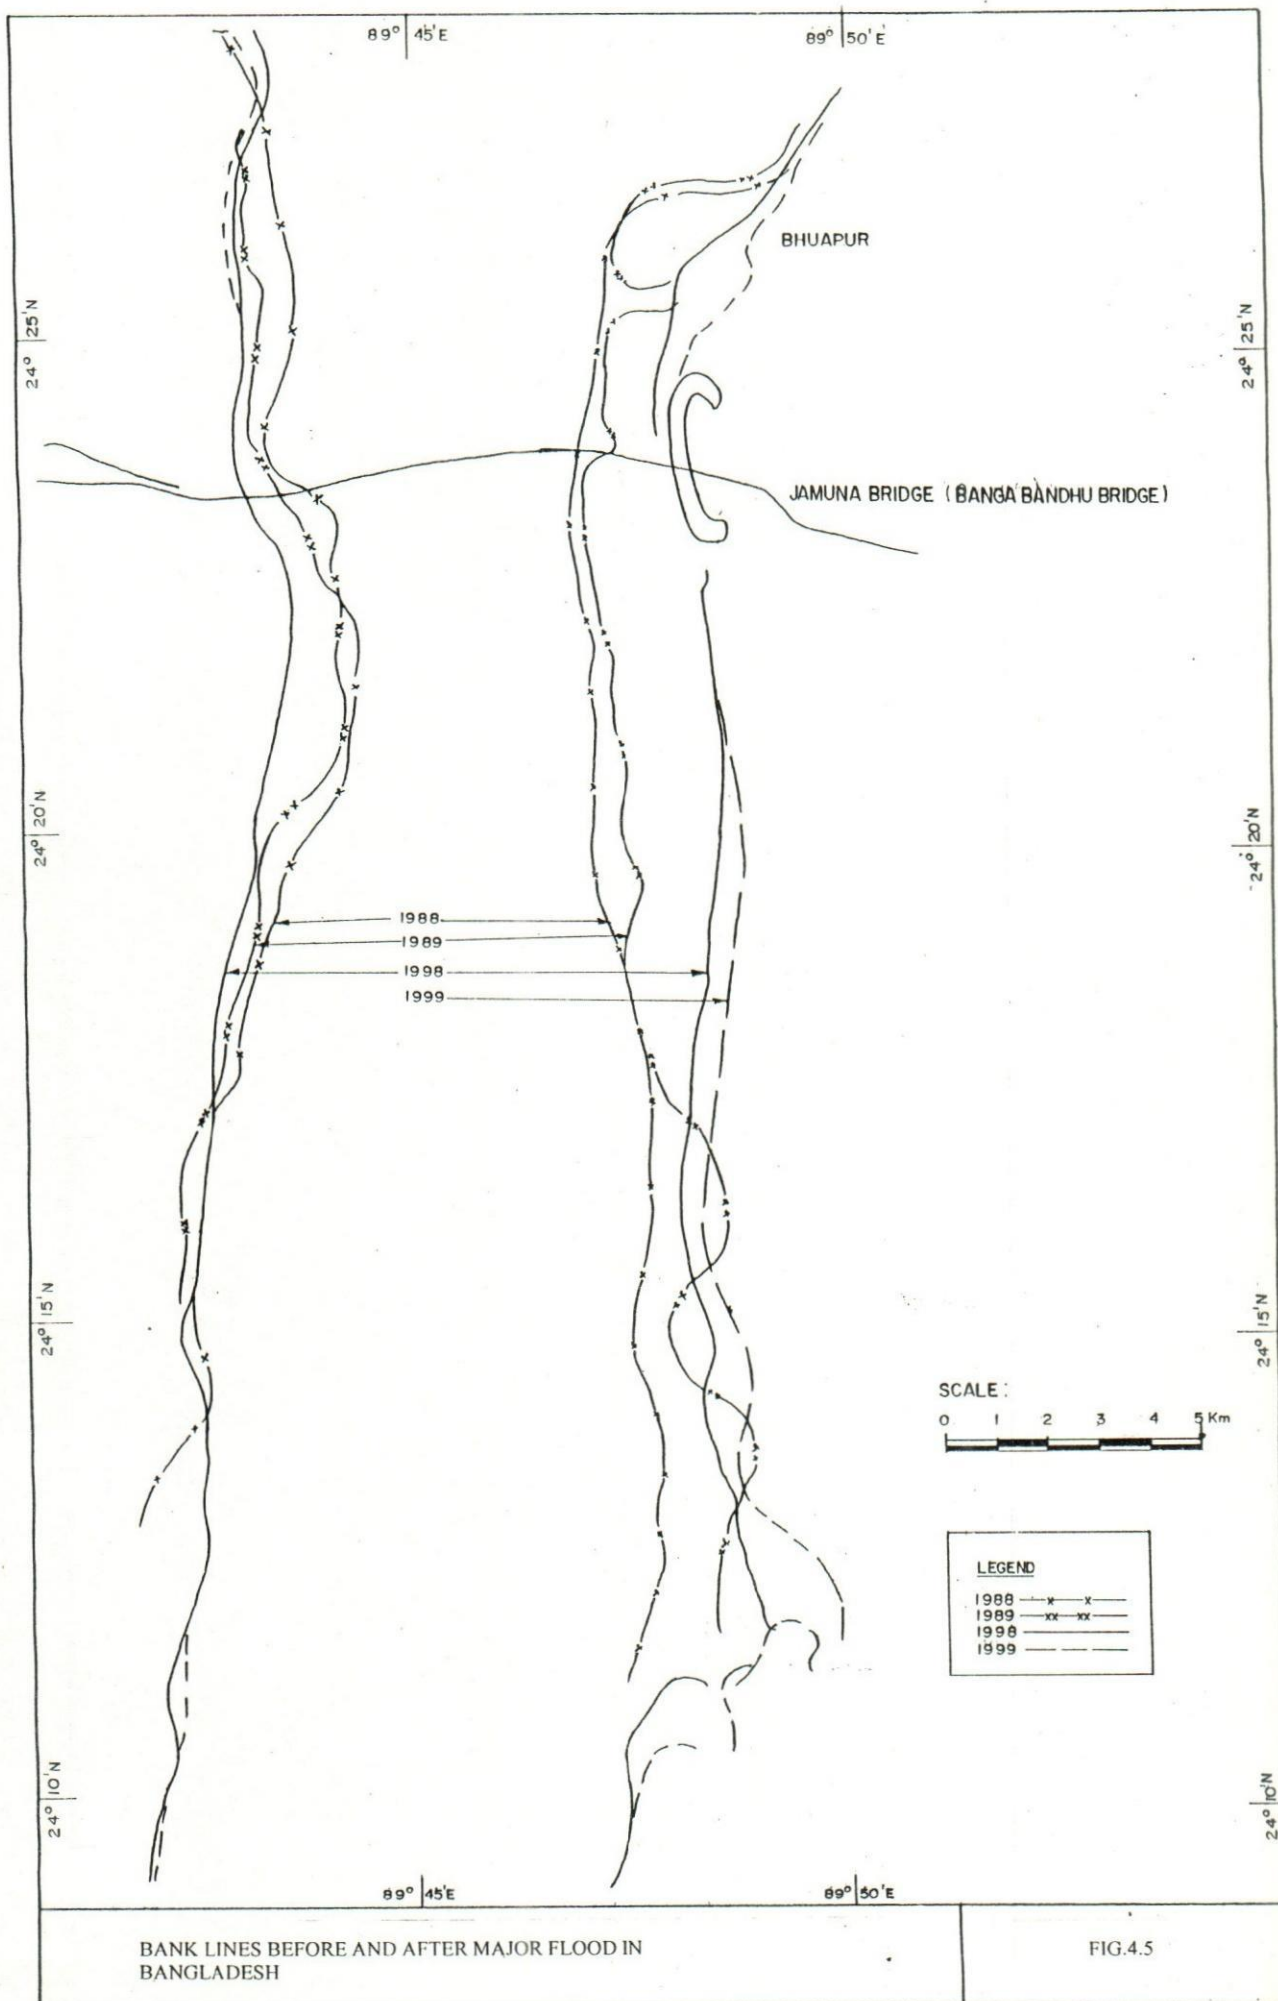 89° 45'E
89° 50'E
BHUAPUR
24° 25'N
24° 25'N
JAMUNA BRIDGE (BANGA BANDHU BRIDGE)
24° 20'N
24° 20'N
1988
1989
1998
1999
24° 15'N
24° 15'N
SCALE:
0 1 2 3 4 5 Km
LEGEND
1988
1989
1998
1999
24° 10'N
24° 10'N
89° 45'E
89° 50'E
BANK LINES BEFORE AND AFTER MAJOR FLOOD IN
BANGLADESH
FIG.4.5